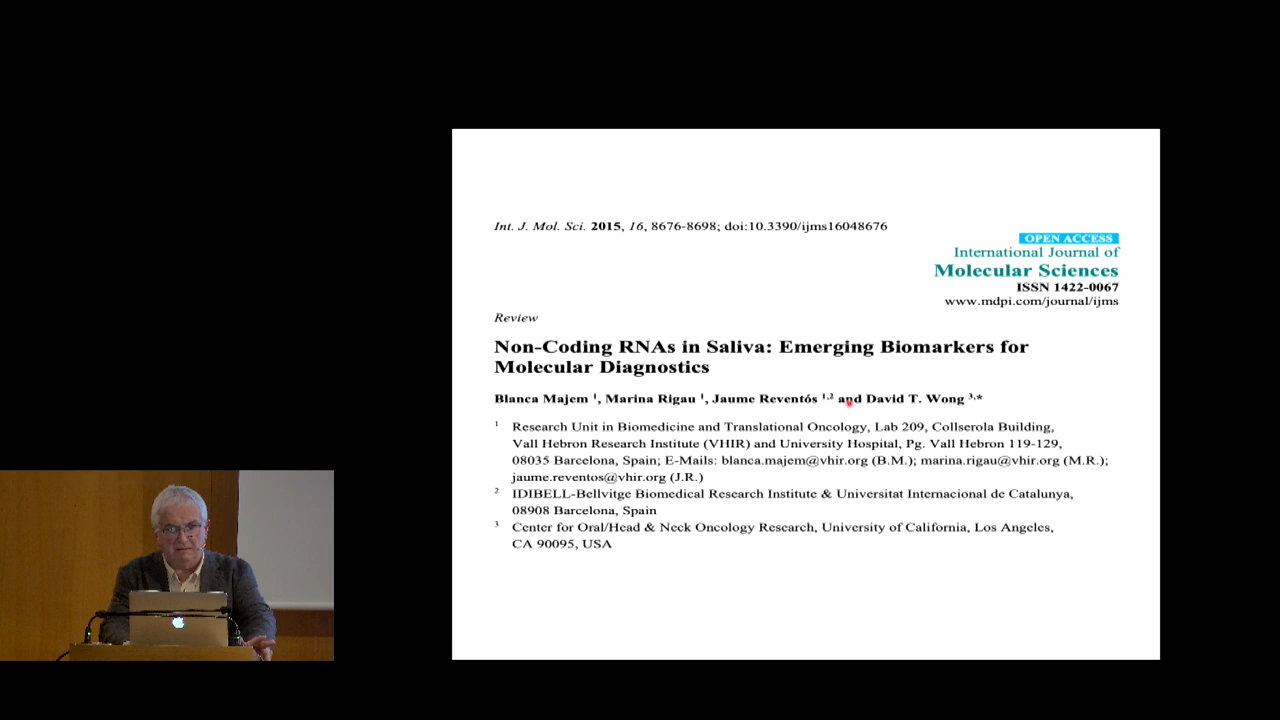 Int. J. Mol. Sci. 2015, 16, 8676-8698; doi:10.3390/ijms16048676
OPEN ACCESS
International Journal of
Molecular Sciences
ISSN 1422-0067
www.mdpi.com/journal/ijms
Review
Non-Coding RNAs in Saliva: Emerging Biomarkers for
Molecular Diagnostics
Blanca Majem 1, Marina Rigau 1, Jaume Reventós 1,2 and David T. Wong 3,*
1 Research Unit in Biomedicine and Translational Oncology, Lab 209, Collserola Building,
Vall Hebron Research Institute (VHIR) and University Hospital, Pg. Vall Hebron 119-129,
08035 Barcelona, Spain; E-Mails: blanca.majem@vhir.org (B.M.); marina.rigau@vhir.org (M.R.);
jaume.reventos@vhir.org (J.R.)
2 IDIBELL-Bellvitge Biomedical Research Institute & Universitat Internacional de Catalunya,
08908 Barcelona, Spain
3 Center for Oral/Head & Neck Oncology Research, University of California, Los Angeles,
CA 90095, USA